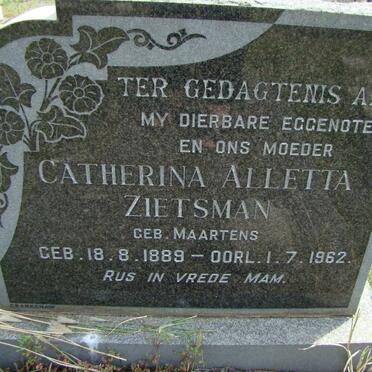 TER GEDAGTENIS A
MY DIERBARE EGGENOTE
EN ONS MOEDER
CATHERINA ALLETTA
ZIETSMAN
GEB. MAARTENS
GEB. 18.8.1889 – OORL. 1.7.1962.
RUS IN VREDE MAM.